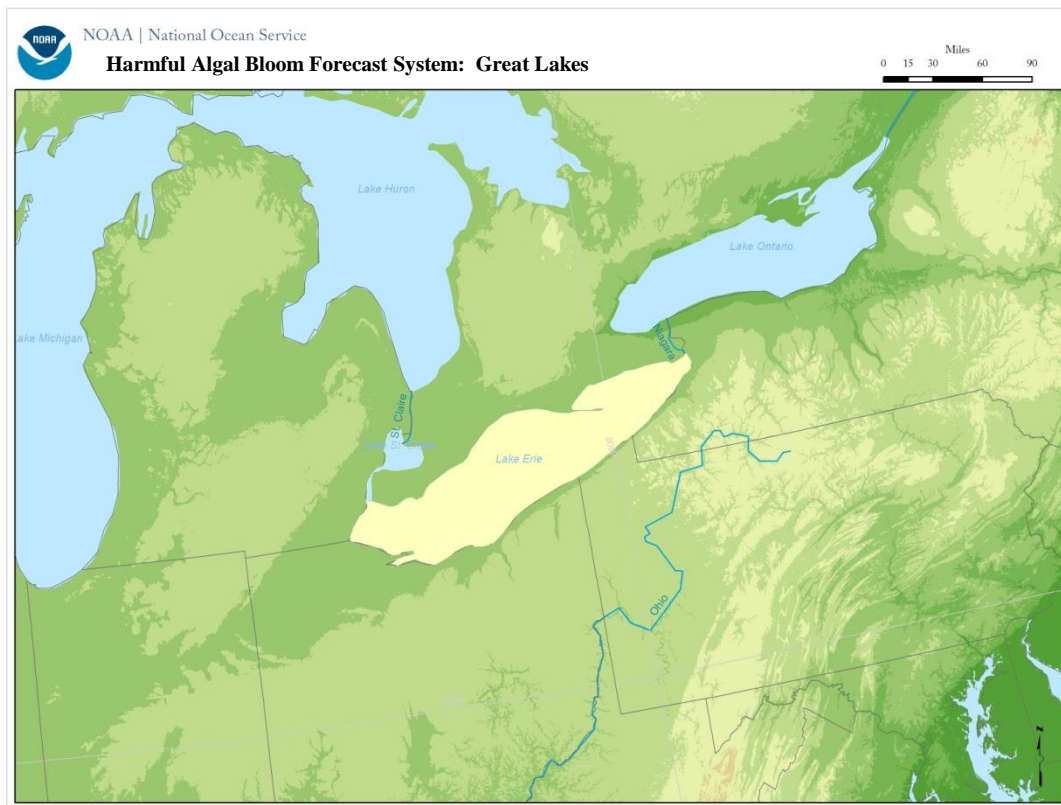 NOAA
NOAA | National Ocean Service
Harmful Algal Bloom Forecast System: Great Lakes
Miles
0 15 30 60 90
Lake Huron
Lake Ontario
Lake Michigan
Niagara
St. Claire
Lake Erie
Ohio